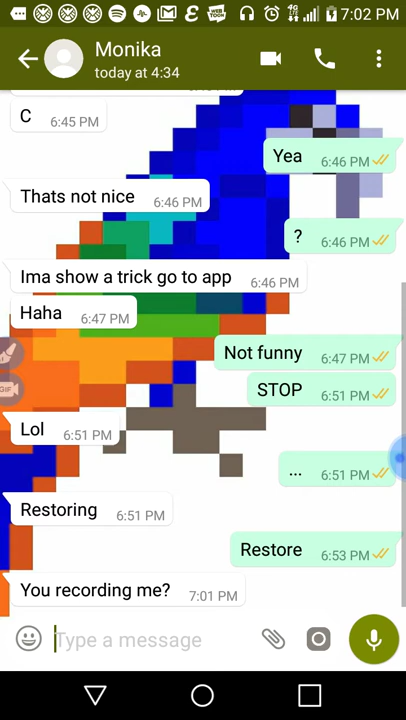 7:02 PM
Monika
today at 4:34
C 6:45 PM
Yea 6:46 PM
Thats not nice 6:46 PM
? 6:46 PM
Ima show a trick go to app 6:46 PM
Haha 6:47 PM
Not funny 6:47 PM
STOP 6:51 PM
Lol 6:51 PM
... 6:51 PM
Restoring 6:51 PM
Restore 6:53 PM
You recording me? 7:01 PM
Type a message
GIF